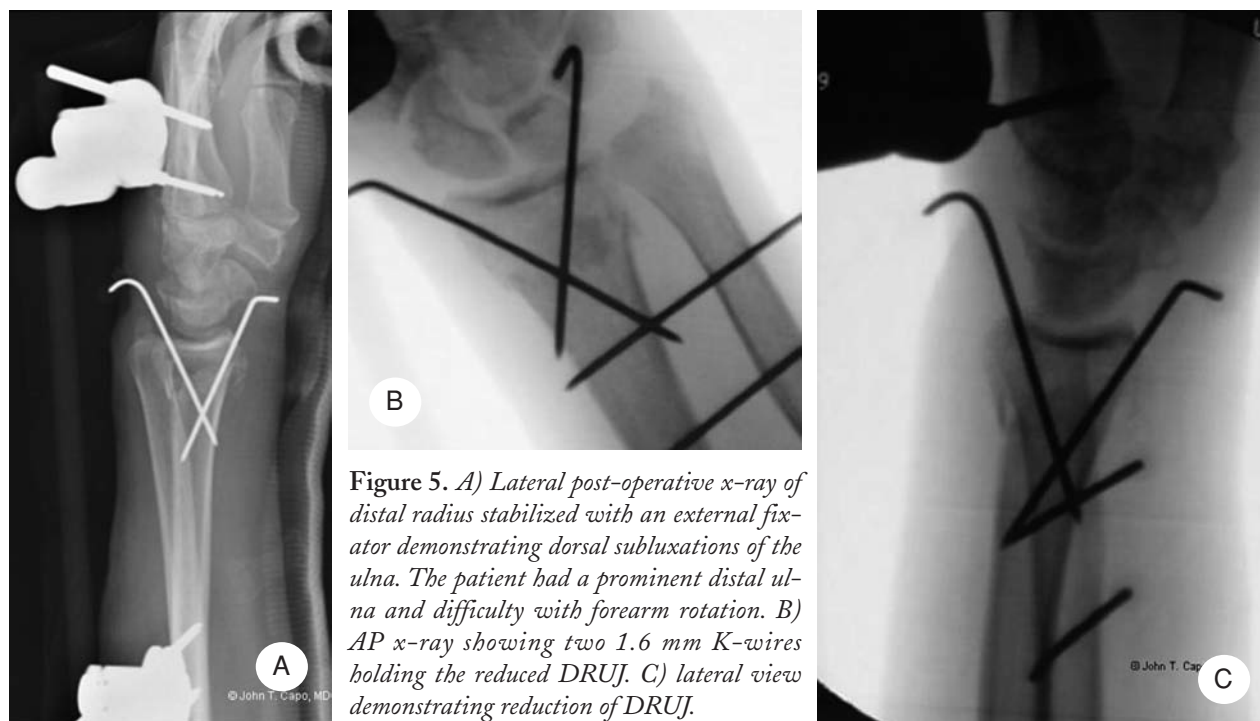 9
B
Figure 5. A) Lateral post-operative x-ray of
distal radius stabilized with an external fix-
ator demonstrating dorsal subluxations of the
ulna. The patient had a prominent distal ul-
na and difficulty with forearm rotation. B)
AP x-ray showing two 1.6 mm K-wires
holding the reduced DRUJ. C) lateral view
demonstrating reduction of DRUJ.
A
©John T. Capo, MD
© John T. Cap
C